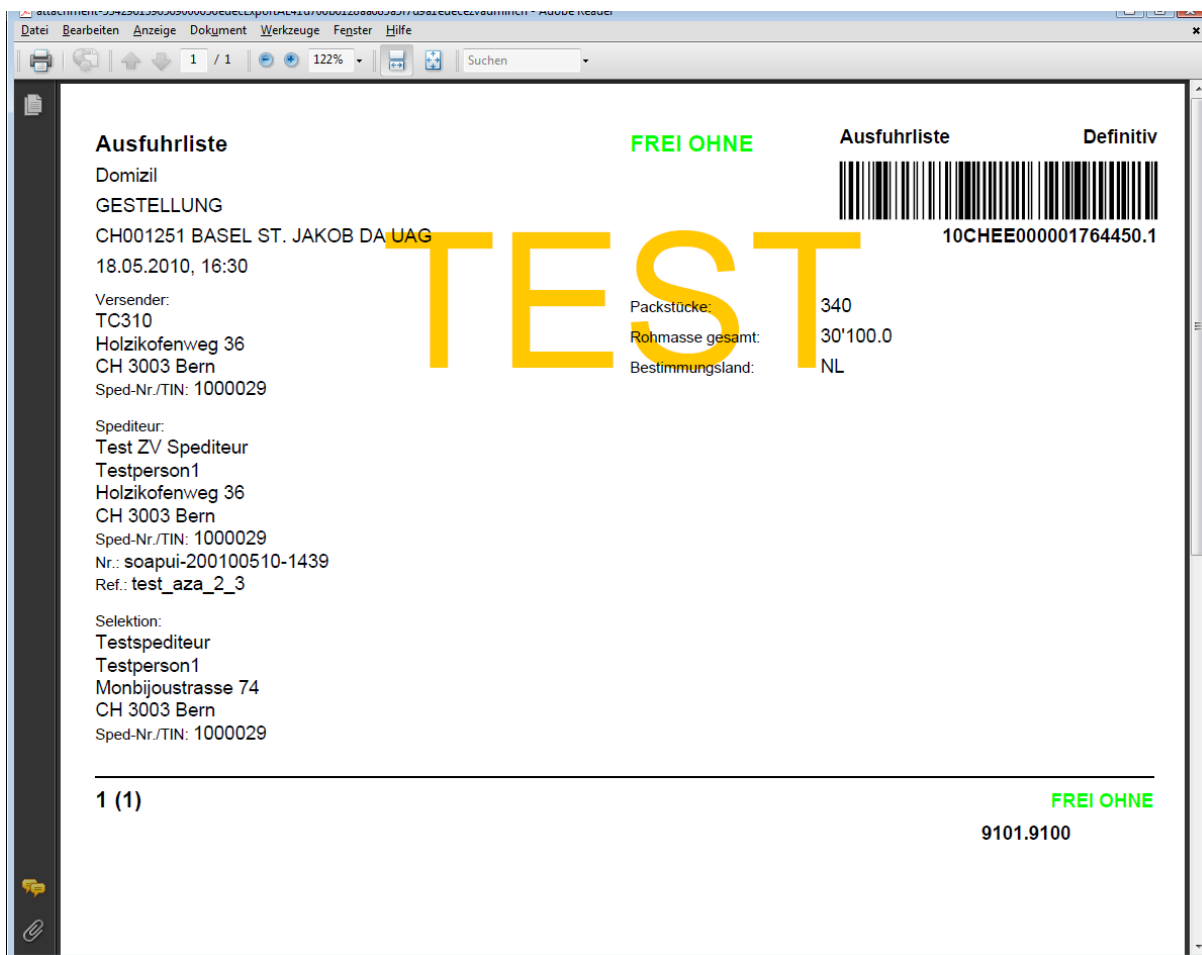 Datei Bearbeiten Anzeige Dokument Werkzeuge Fenster Hilfe
1 / 1 122% Suchen
Ausfuhrliste
Domizil
GESTELLUNG
CH001251 BASEL ST. JAKOB DA UAG
18.05.2010, 16:30
FREI OHNE
Ausfuhrliste Definitiv
10CHEE000001764450.1
TEST
Versender:
TC310
Holzikofenweg 36
CH 3003 Bern
Sped-Nr./TIN: 1000029
Packstücke: 340
Rohmasse gesamt: 30'100.0
Bestimmungsland: NL
Spediteur:
Test ZV Spediteur
Testperson1
Holzikofenweg 36
CH 3003 Bern
Sped-Nr./TIN: 1000029
Nr.: soapui-200100510-1439
Ref.: test_aza_2_3
Selektion:
Testspediteur
Testperson1
Monbijoustrasse 74
CH 3003 Bern
Sped-Nr./TIN: 1000029
1 (1)
FREI OHNE
9101.9100